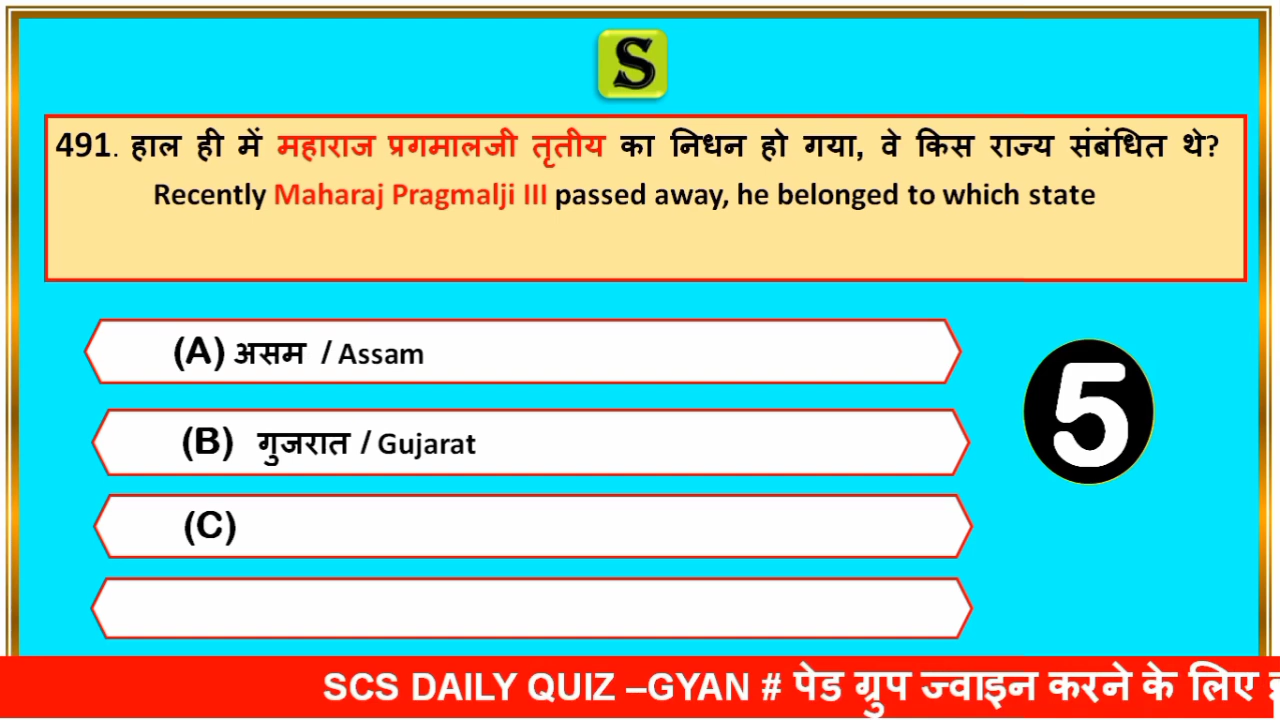 S
491. हाल ही में महाराज प्रगमालजी तृतीय का निधन हो गया, वे किस राज्य संबंधित थे?
Recently Maharaj Pragmalji III passed away, he belonged to which state
(A) असम / Assam
(B) गुजरात / Gujarat
5
(C)
SCS DAILY QUIZ –GYAN # पेड ग्रुप ज्वाइन करने के लिए